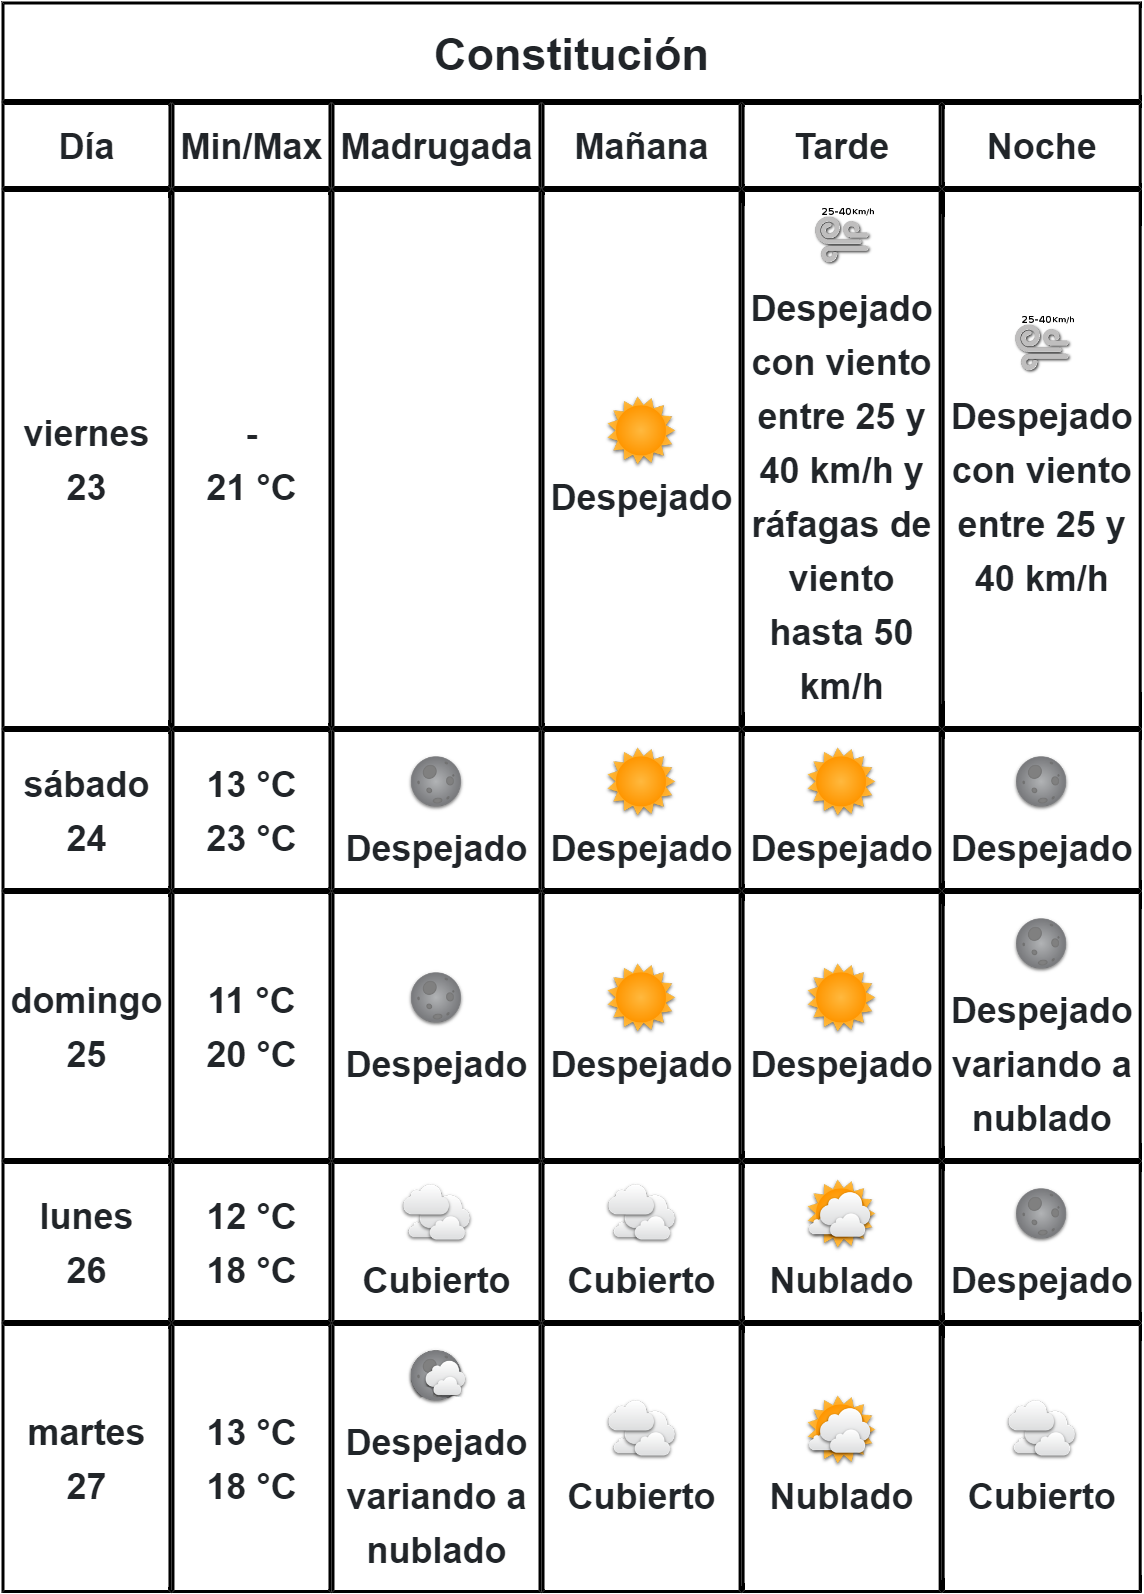 Constitución
Día Min/Max Madrugada Mañana Tarde Noche
viernes
23
-
21 °C
Despejado
25-40Km/h
Despejado
con viento
entre 25 y
40 km/h y
ráfagas de
viento
hasta 50
km/h
25-40Km/h
Despejado
con viento
entre 25 y
40 km/h
sábado
24
13 °C
23 °C
Despejado
Despejado
Despejado
Despejado
domingo
25
11 °C
20 °C
Despejado
Despejado
Despejado
Despejado
variando a
nublado
lunes
26
12 °C
18 °C
Cubierto
Cubierto
Nublado
Despejado
martes
27
13 °C
18 °C
Despejado
variando a
nublado
Cubierto
Nublado
Cubierto